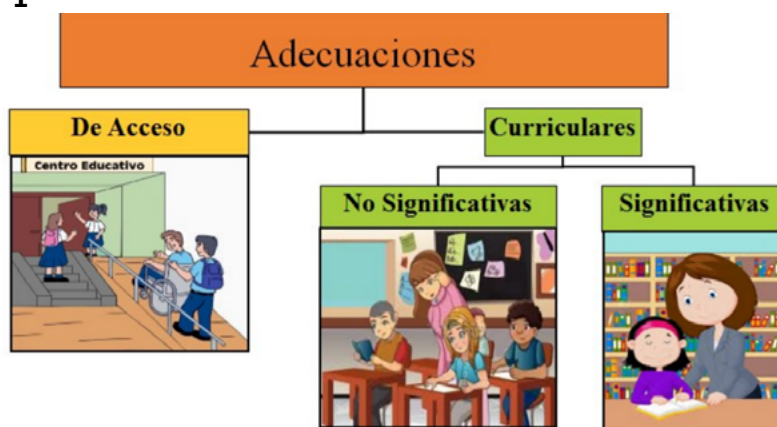 Adecuaciones
De Acceso
Curriculares
Centro Educativo
No Significativas
Significativas